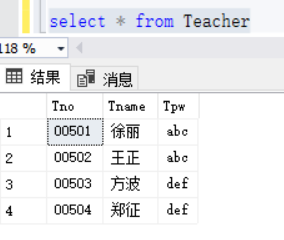 select * from Teacher
118 %
结果 消息
Tno Tname Tpw
1 00501 徐丽 abc
2 00502 王正 abc
3 00503 方波 def
4 00504 郑征 def